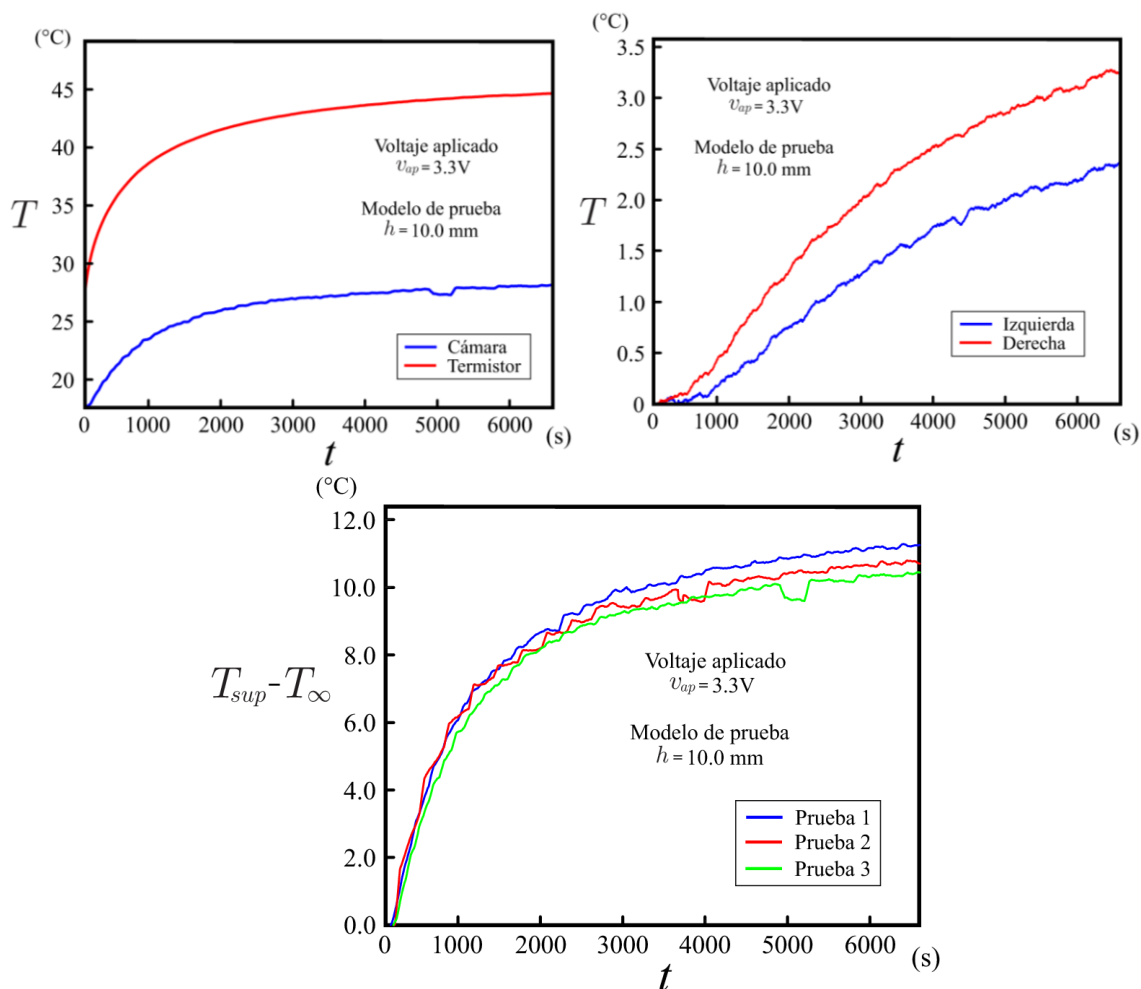 (°C)
45
40
35
30
25
20
T
Voltaje aplicado
v_ap = 3.3V
Modelo de prueba
h = 10.0 mm
Cámara
Termistor
0 1000 2000 3000 4000 5000 6000 (s)
t
(°C)
3.5
3.0
2.5
2.0
1.5
1.0
0.5
0
T
Voltaje aplicado
v_ap = 3.3V
Modelo de prueba
h = 10.0 mm
Izquierda
Derecha
0 1000 2000 3000 4000 5000 6000 (s)
t
(°C)
12.0
10.0
8.0
6.0
4.0
2.0
0.0
T_sup - T_∞
Voltaje aplicado
v_ap = 3.3V
Modelo de prueba
h = 10.0 mm
Prueba 1
Prueba 2
Prueba 3
0 1000 2000 3000 4000 5000 6000 (s)
t